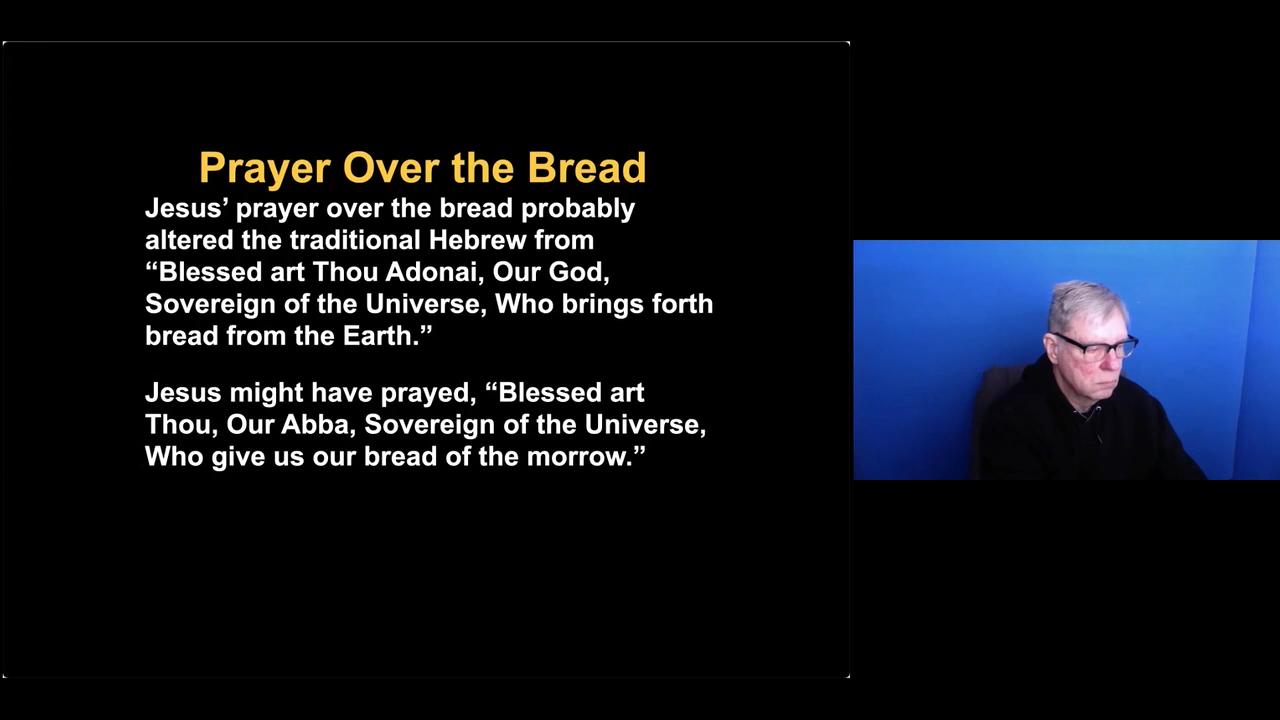 Prayer Over the Bread
Jesus’ prayer over the bread probably
altered the traditional Hebrew from
“Blessed art Thou Adonai, Our God,
Sovereign of the Universe, Who brings forth
bread from the Earth.”
Jesus might have prayed, “Blessed art
Thou, Our Abba, Sovereign of the Universe,
Who give us our bread of the morrow.”